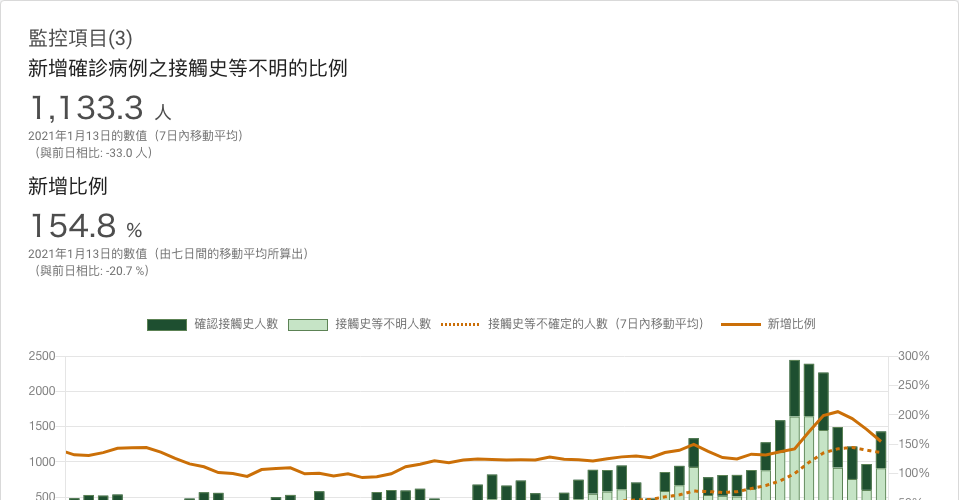 監控項目(3)
新增確診病例之接觸史等不明的比例
1,133.3 人
2021年1月13日的數值（7日內移動平均）
（與前日相比: -33.0 人）
新增比例
154.8 %
2021年1月13日的數值（由七日間的移動平均所算出）
（與前日相比: -20.7 %）
確認接觸史人數 接觸史等不明人數 接觸史等不確定的人數（7日內移動平均） 新增比例
2500 300%
250%
2000
200%
1500
150%
1000
100%
500
50%